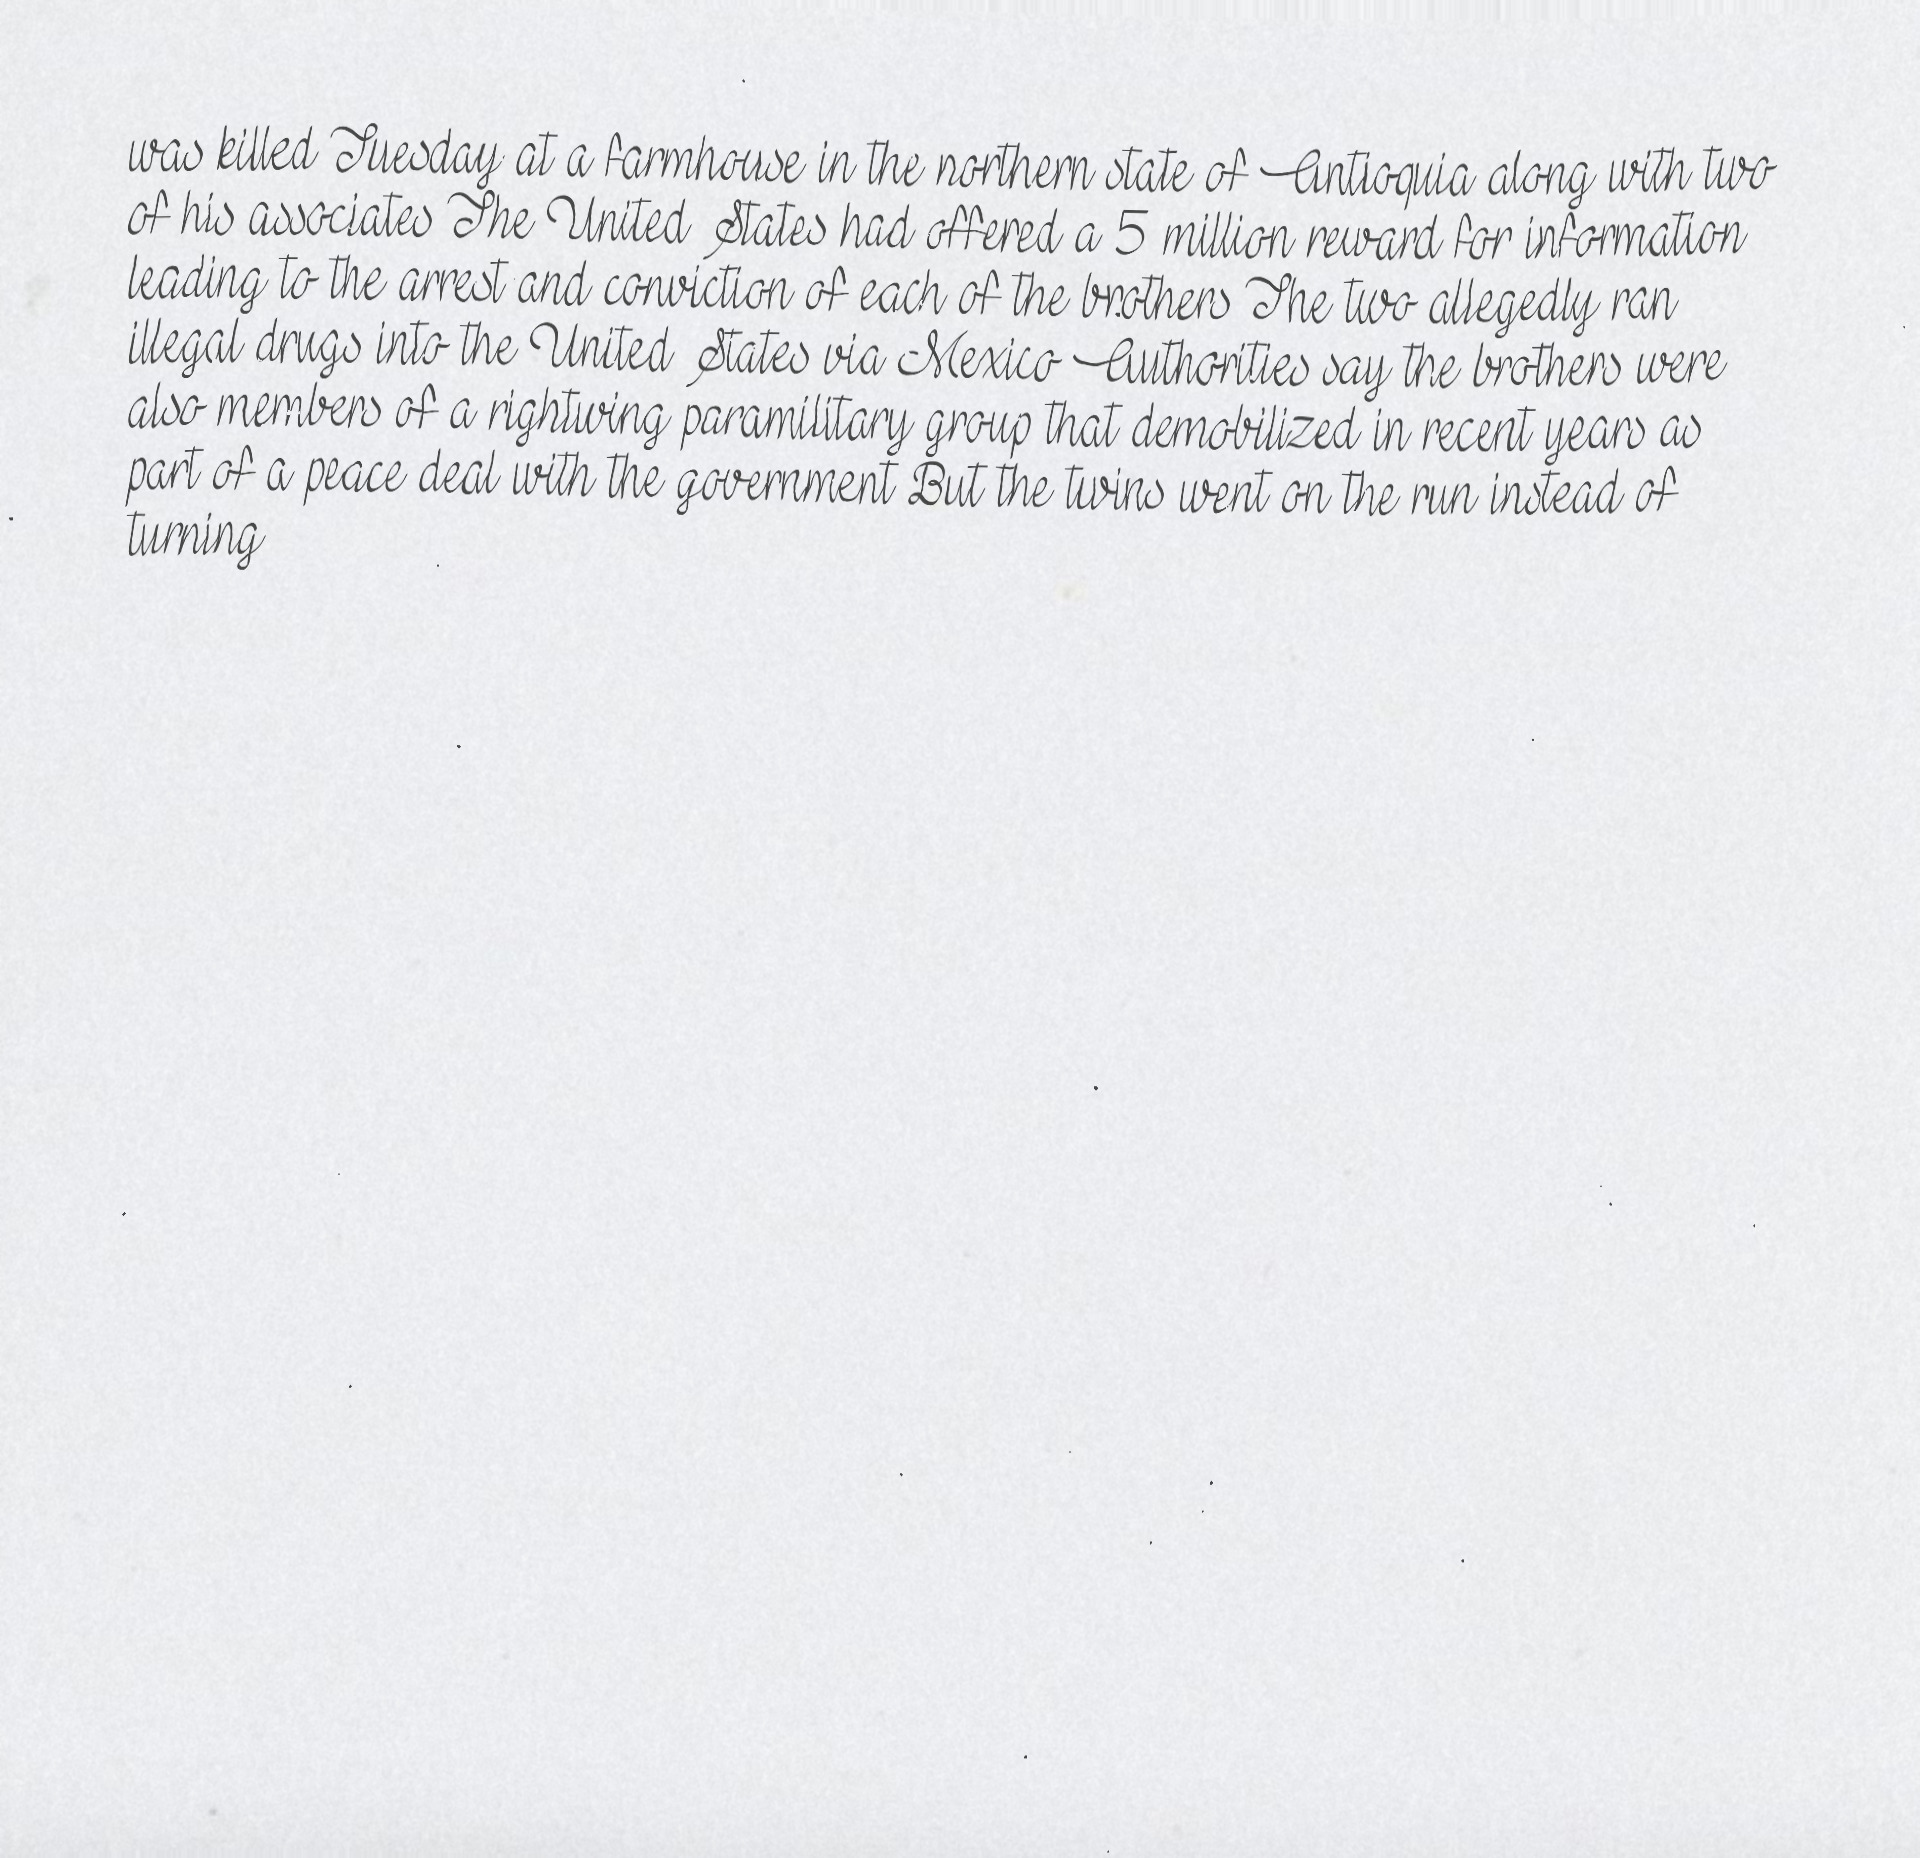 was killed Tuesday at a farmhouse in the northern state of Antioquia along with two
of his associates The United States had offered a 5 million reward for information
leading to the arrest and conviction of each of the brothers The two allegedly ran
illegal drugs into the United States via Mexico Authorities say the brothers were
also members of a rightwing paramilitary group that demobilized in recent years as
part of a peace deal with the government But the twins went on the run instead of
turning